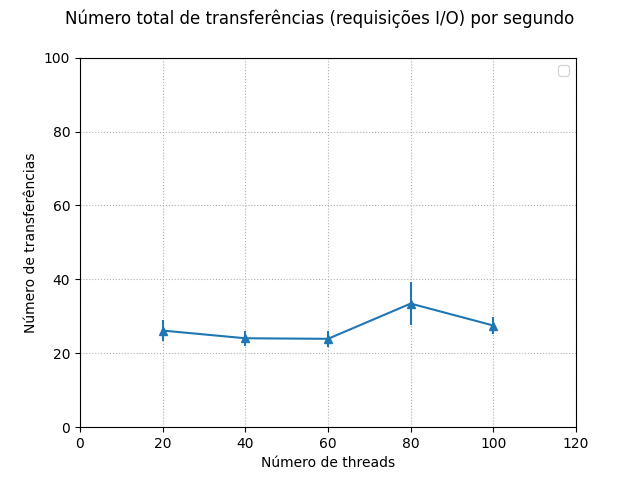 Número total de transferências (requisições I/O) por segundo
100
80
60
40
20
0
Número de transferências
0 20 40 60 80 100 120
Número de threads